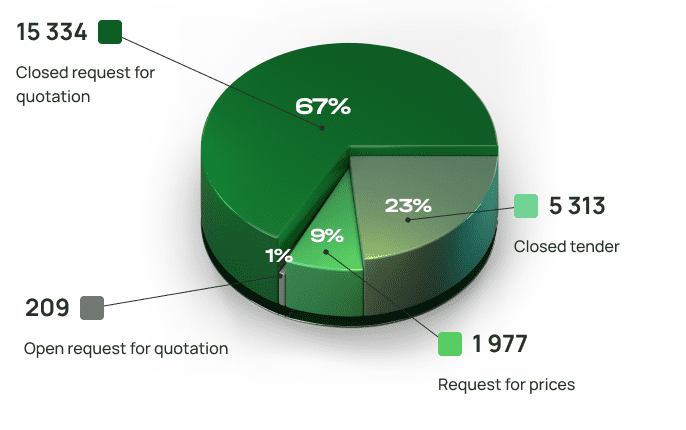 15 334
Closed request for
quotation
67%
23%
5 313
Closed tender
9%
1%
209
Open request for quotation
1 977
Request for prices